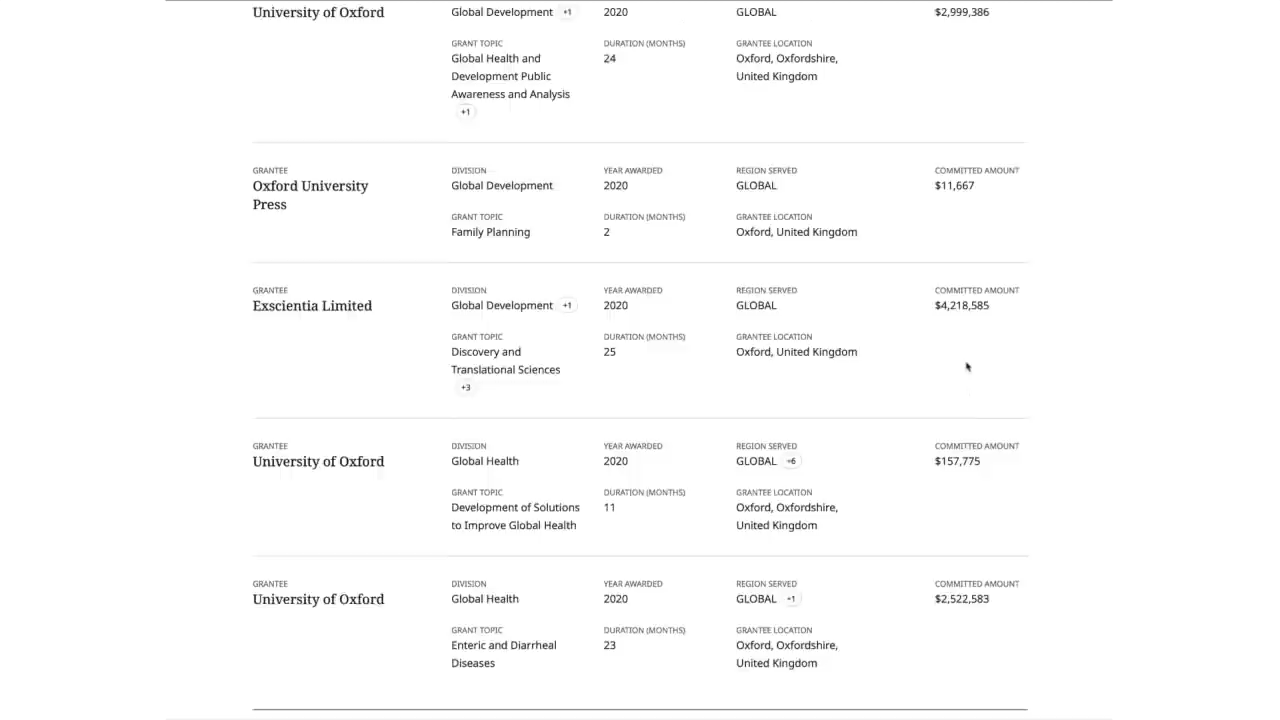 University of Oxford
Global Development +1
2020
GLOBAL
$2,999,386
GRANT TOPIC
DURATION (MONTHS)
GRANTEE LOCATION
Global Health and
Development Public
Awareness and Analysis
+1
24
Oxford, Oxfordshire,
United Kingdom
GRANTEE
DIVISION
YEAR AWARDED
REGION SERVED
COMMITTED AMOUNT
Oxford University
Press
Global Development
2020
GLOBAL
$11,667
GRANT TOPIC
DURATION (MONTHS)
GRANTEE LOCATION
Family Planning
2
Oxford, United Kingdom
GRANTEE
DIVISION
YEAR AWARDED
REGION SERVED
COMMITTED AMOUNT
Exscientia Limited
Global Development +1
2020
GLOBAL
$4,218,585
GRANT TOPIC
DURATION (MONTHS)
GRANTEE LOCATION
Discovery and
Translational Sciences
+3
25
Oxford, United Kingdom
GRANTEE
DIVISION
YEAR AWARDED
REGION SERVED
COMMITTED AMOUNT
University of Oxford
Global Health
2020
GLOBAL +6
$157,775
GRANT TOPIC
DURATION (MONTHS)
GRANTEE LOCATION
Development of Solutions
to Improve Global Health
11
Oxford, Oxfordshire,
United Kingdom
GRANTEE
DIVISION
YEAR AWARDED
REGION SERVED
COMMITTED AMOUNT
University of Oxford
Global Health
2020
GLOBAL +1
$2,522,583
GRANT TOPIC
DURATION (MONTHS)
GRANTEE LOCATION
Enteric and Diarrheal
Diseases
23
Oxford, Oxfordshire,
United Kingdom